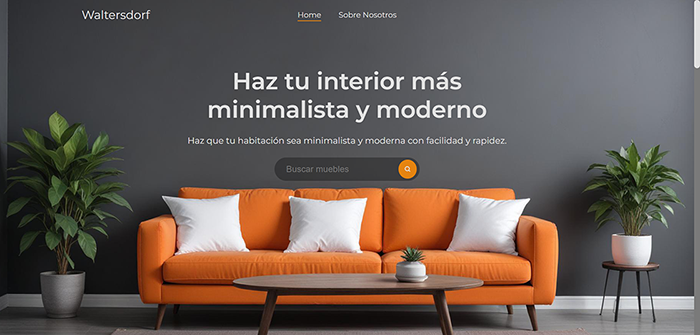 Waltersdorf
Home
Sobre Nosotros
Haz tu interior más
minimalista y moderno
Haz que tu habitación sea minimalista y moderna con facilidad y rapidez.
Buscar muebles